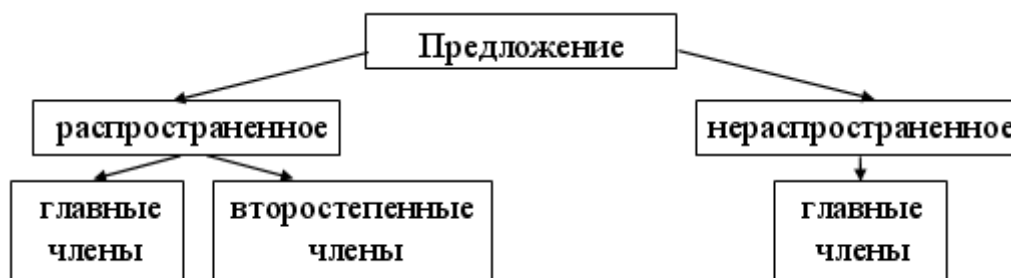 Предложение
распространенное
нераспространенное
главные
члены
второстепенные
члены
главные
члены